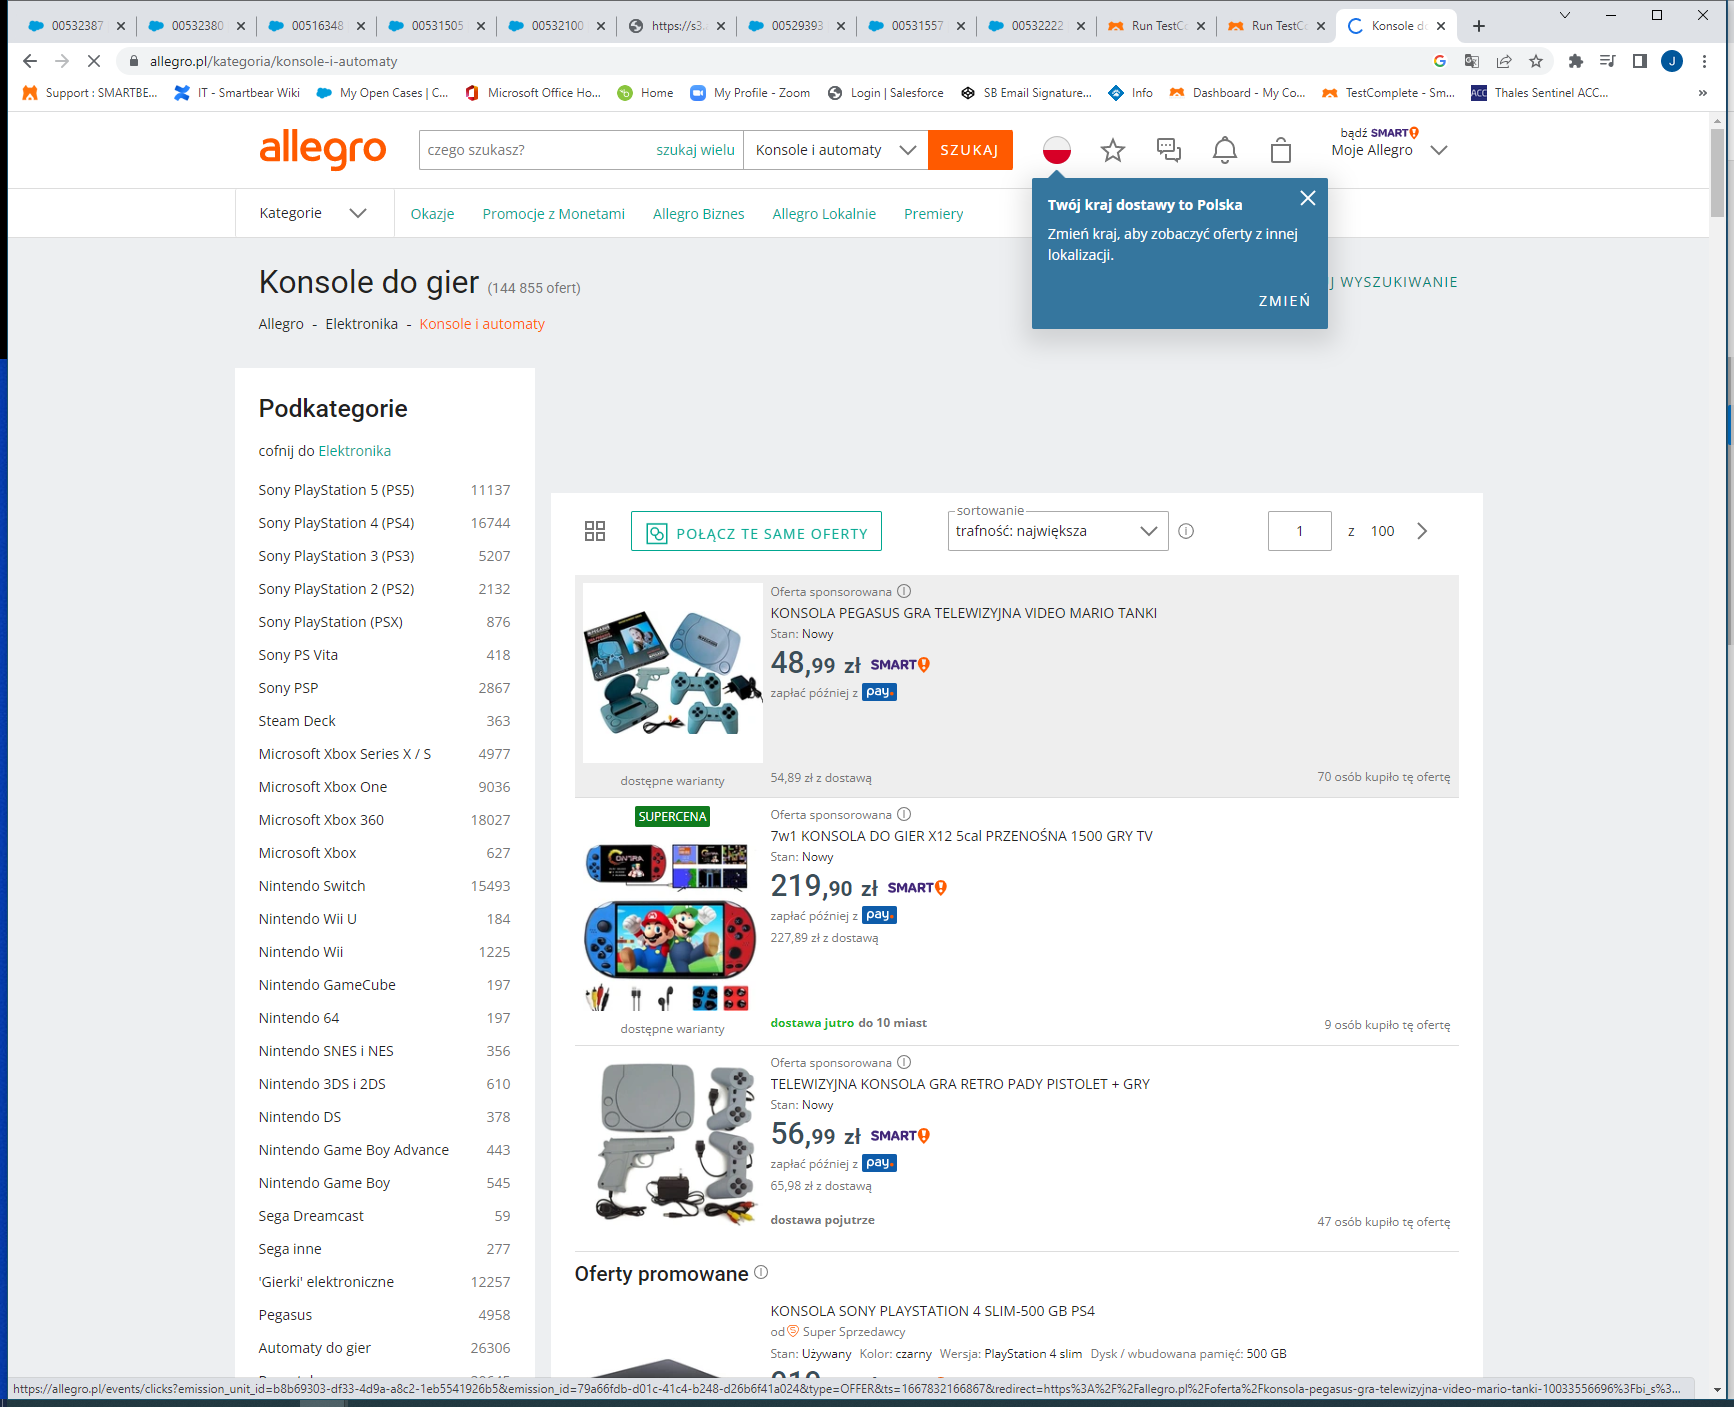 00532387
00532380
00516348
00531505
00532100
https://s3.
00529393
00531557
00532222
Run TestCo
Run TestCo
Konsole do
allegro.pl/kategoria/konsole-i-automaty
J
Support : SMARTBE...
IT - Smartbear Wiki
My Open Cases | C...
Microsoft Office Ho...
Home
My Profile - Zoom
Login | Salesforce
SB Email Signature...
Info
Dashboard - My Co...
TestComplete - Sm...
ACC
Thales Sentinel ACC...
allegro
czego szukasz?
szukaj wielu
Konsole i automaty
SZUKAJ
bądź SMART!
Moje Allegro
Kategorie
Okazje
Promocje z Monetami
Allegro Biznes
Allegro Lokalnie
Premiery
Twój kraj dostawy to Polska
Zmień kraj, aby zobaczyć oferty z innej
lokalizacji.
ZMIEŃ
Konsole do gier (144 855 ofert)
J WYSZUKIWANIE
Allegro - Elektronika - Konsole i automaty
Podkategorie
cofnij do Elektronika
Sony PlayStation 5 (PS5) 11137
Sony PlayStation 4 (PS4) 16744
Sony PlayStation 3 (PS3) 5207
Sony PlayStation 2 (PS2) 2132
Sony PlayStation (PSX) 876
Sony PS Vita 418
Sony PSP 2867
Steam Deck 363
Microsoft Xbox Series X / S 4977
Microsoft Xbox One 9036
Microsoft Xbox 360 18027
Microsoft Xbox 627
Nintendo Switch 15493
Nintendo Wii U 184
Nintendo Wii 1225
Nintendo GameCube 197
Nintendo 64 197
Nintendo SNES i NES 356
Nintendo 3DS i 2DS 610
Nintendo DS 378
Nintendo Game Boy Advance 443
Nintendo Game Boy 545
Sega Dreamcast 59
Sega inne 277
'Gierki' elektroniczne 12257
Pegasus 4958
Automaty do gier 26306
POŁĄCZ TE SAME OFERTY
sortowanie
trafność: największa
1 z 100
Oferta sponsorowana
KONSOLA PEGASUS GRA TELEWIZYJNA VIDEO MARIO TANKI
Stan: Nowy
48,99 zł SMART!
zapłać później z pay.
dostępne warianty
54,89 zł z dostawą
70 osób kupiło tę ofertę
SUPERCENA
CONTRA
Oferta sponsorowana
7w1 KONSOLA DO GIER X12 5cal PRZENOŚNA 1500 GRY TV
Stan: Nowy
219,90 zł SMART!
zapłać później z pay.
227,89 zł z dostawą
dostawa jutro do 10 miast
dostępne warianty
9 osób kupiło tę ofertę
Oferta sponsorowana
TELEWIZYJNA KONSOLA GRA RETRO PADY PISTOLET + GRY
Stan: Nowy
56,99 zł SMART!
zapłać później z pay.
65,98 zł z dostawą
dostawa pojutrze
47 osób kupiło tę ofertę
Oferty promowane
KONSOLA SONY PLAYSTATION 4 SLIM-500 GB PS4
od Super Sprzedawcy
Stan: Używany Kolor: czarny Wersja: PlayStation 4 slim Dysk / wbudowana pamięć: 500 GB
https://allegro.pl/events/clicks?emission_unit_id=b8b69303-df33-4d9a-a8c2-1eb5541926b5&emission_id=79a66fdb-d01c-41c4-b248-d26b6f41a024&type=OFFER&ts=1667832166867&redirect=https%3A%2F%2Fallegro.pl%2Foferta%2Fkonsola-pegasus-gra-telewizyjna-video-mario-tanki-10033556696%3Fbi_s%3...